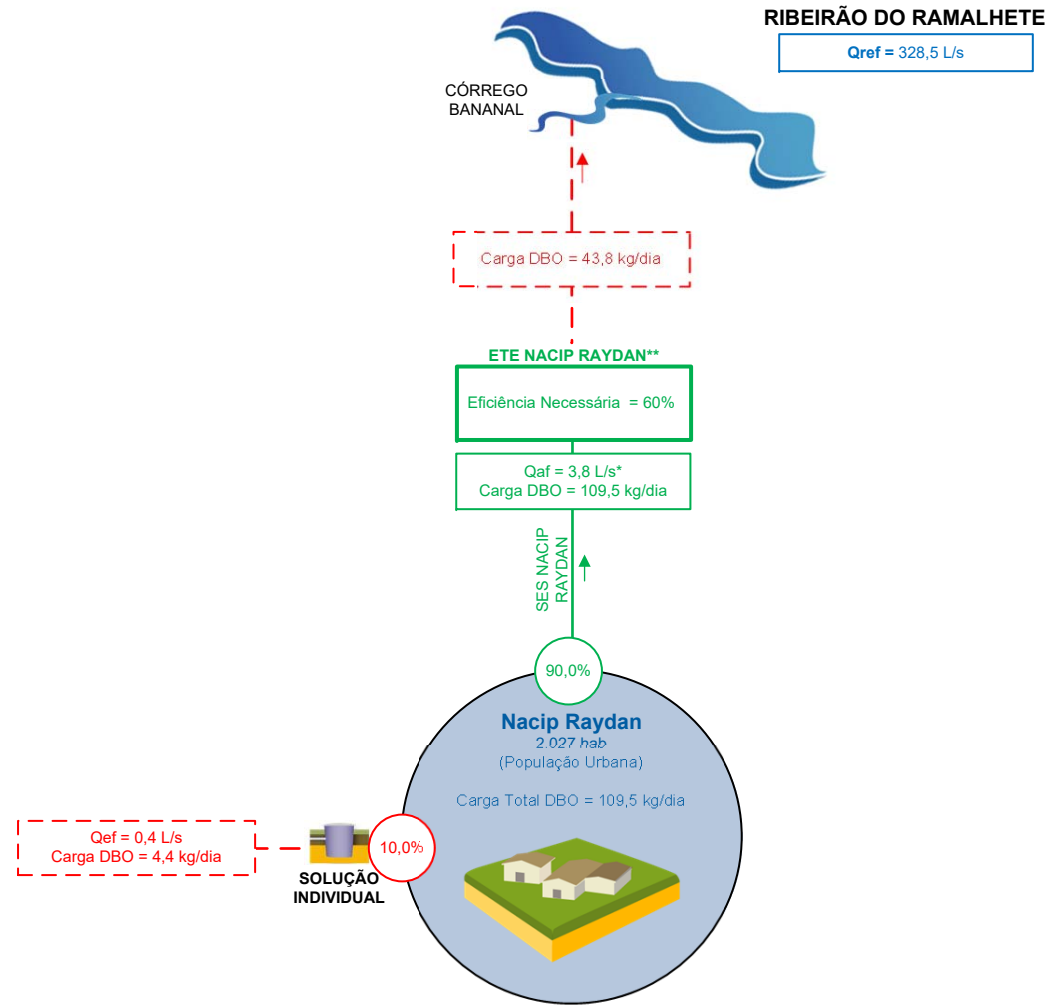 RIBEIRÃO DO RAMALHETE
Qref = 328,5 L/s
CÓRREGO
BANANAL
Carga DBO = 43,8 kg/dia
ETE NACIP RAYDAN**
Eficiência Necessária = 60%
Qaf = 3,8 L/s*
Carga DBO = 109,5 kg/dia
SES NACIP
RAYDAN
90,0%
Nacip Raydan
2.027 hab
(População Urbana)
Carga Total DBO = 109,5 kg/dia
Qef = 0,4 L/s
Carga DBO = 4,4 kg/dia
10,0%
SOLUÇÃO
INDIVIDUAL